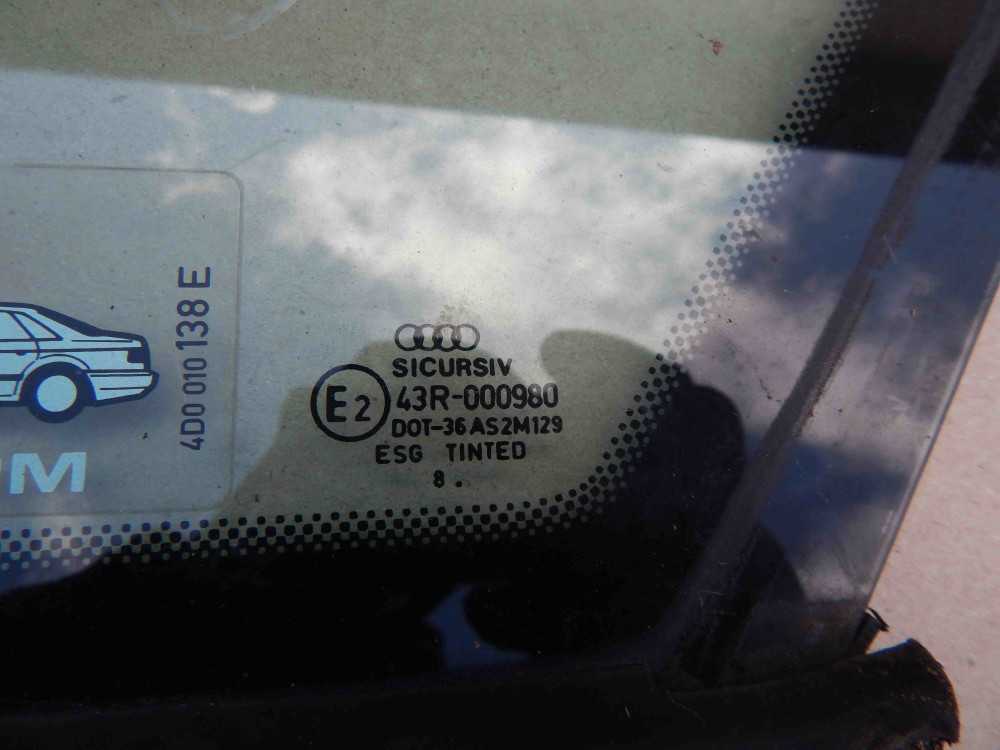 4D0 010 138 E
PM
SICURSIV
E2
43R-000980
DOT-36 AS2M129
ESG TINTED
8 .